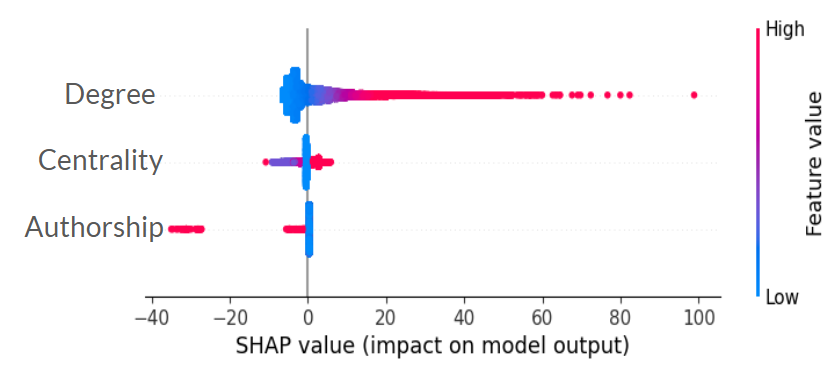 High
Degree
Centrality
Authorship
Feature value
Low
−40 −20 0 20 40 60 80 100
SHAP value (impact on model output)